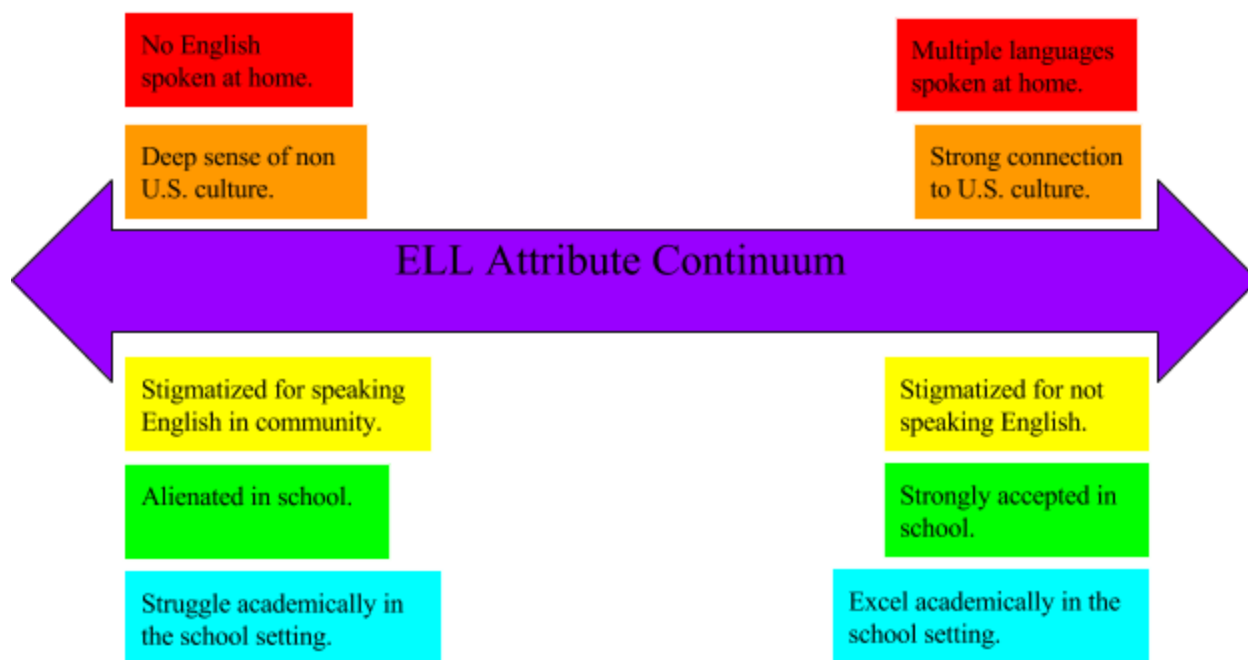 No English
spoken at home.
Multiple languages
spoken at home.
Deep sense of non
U.S. culture.
Strong connection
to U.S. culture.
ELL Attribute Continuum
Stigmatized for speaking
English in community.
Stigmatized for not
speaking English.
Alienated in school.
Strongly accepted in
school.
Struggle academically in
the school setting.
Excel academically in the
school setting.